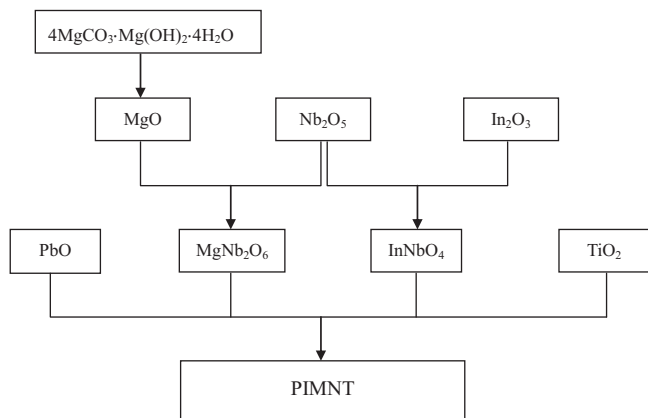 4MgCO₃·Mg(OH)₂·4H₂O
MgO
Nb₂O₅
In₂O₃
PbO
MgNb₂O₆
InNbO₄
TiO₂
PIMNT